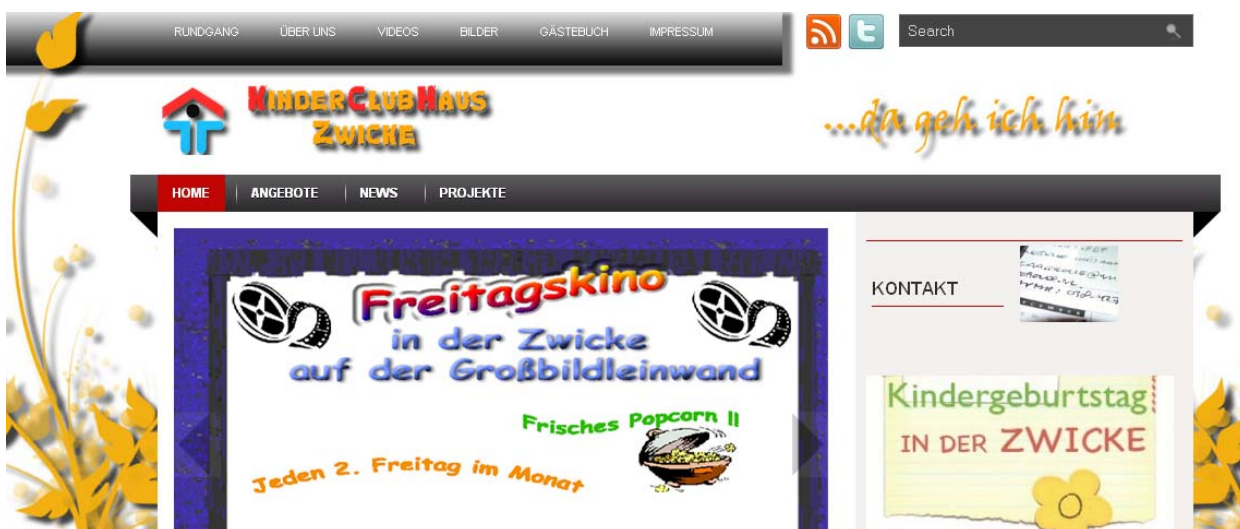 RUNDGANG ÜBER UNS VIDEOS BILDER GÄSTEBUCH IMPRESSUM
Search
KINDERCLUBHAUS
ZWICKE
...da geh ich hin
HOME ANGEBOTE NEWS PROJEKTE
Freitagskino
in der Zwicke
auf der Großbildleinwand
Frisches Popcorn !!
Jeden 2. Freitag im Monat
KONTAKT
Kindergeburtstag
IN DER ZWICKE